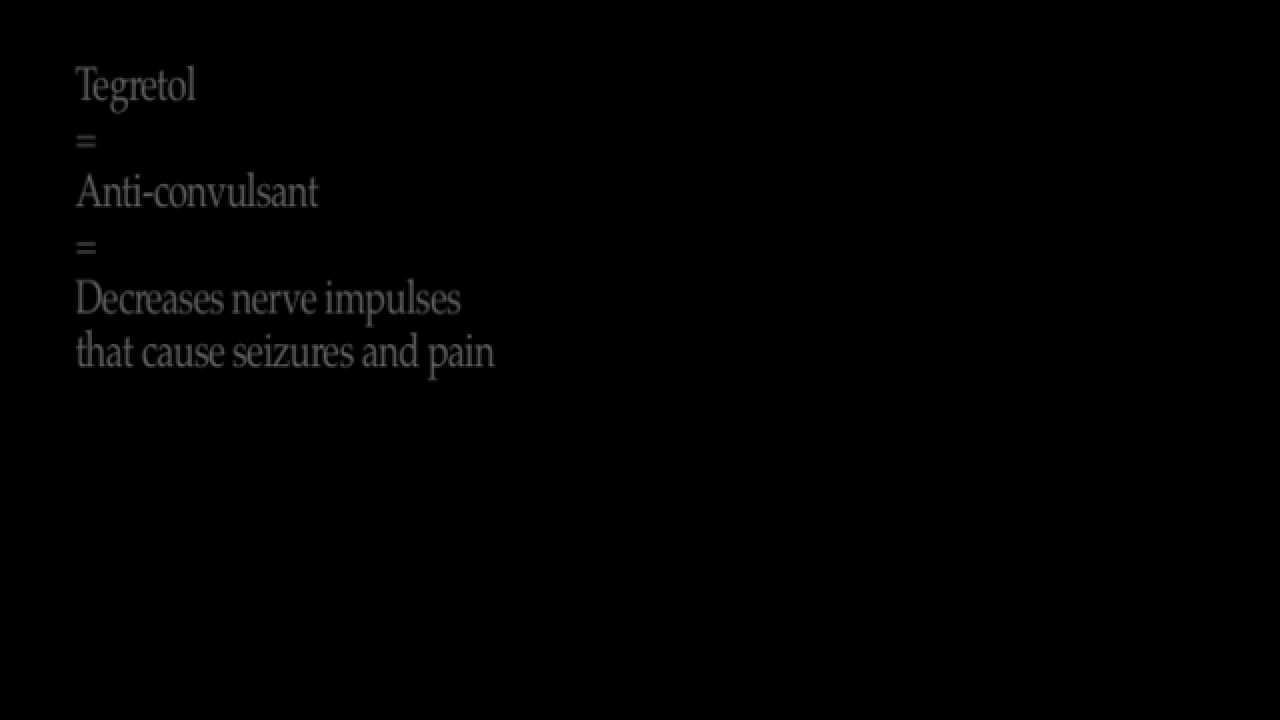 Tegretol
=
Anti-convulsant
=
Decreases nerve impulses
that cause seizures and pain